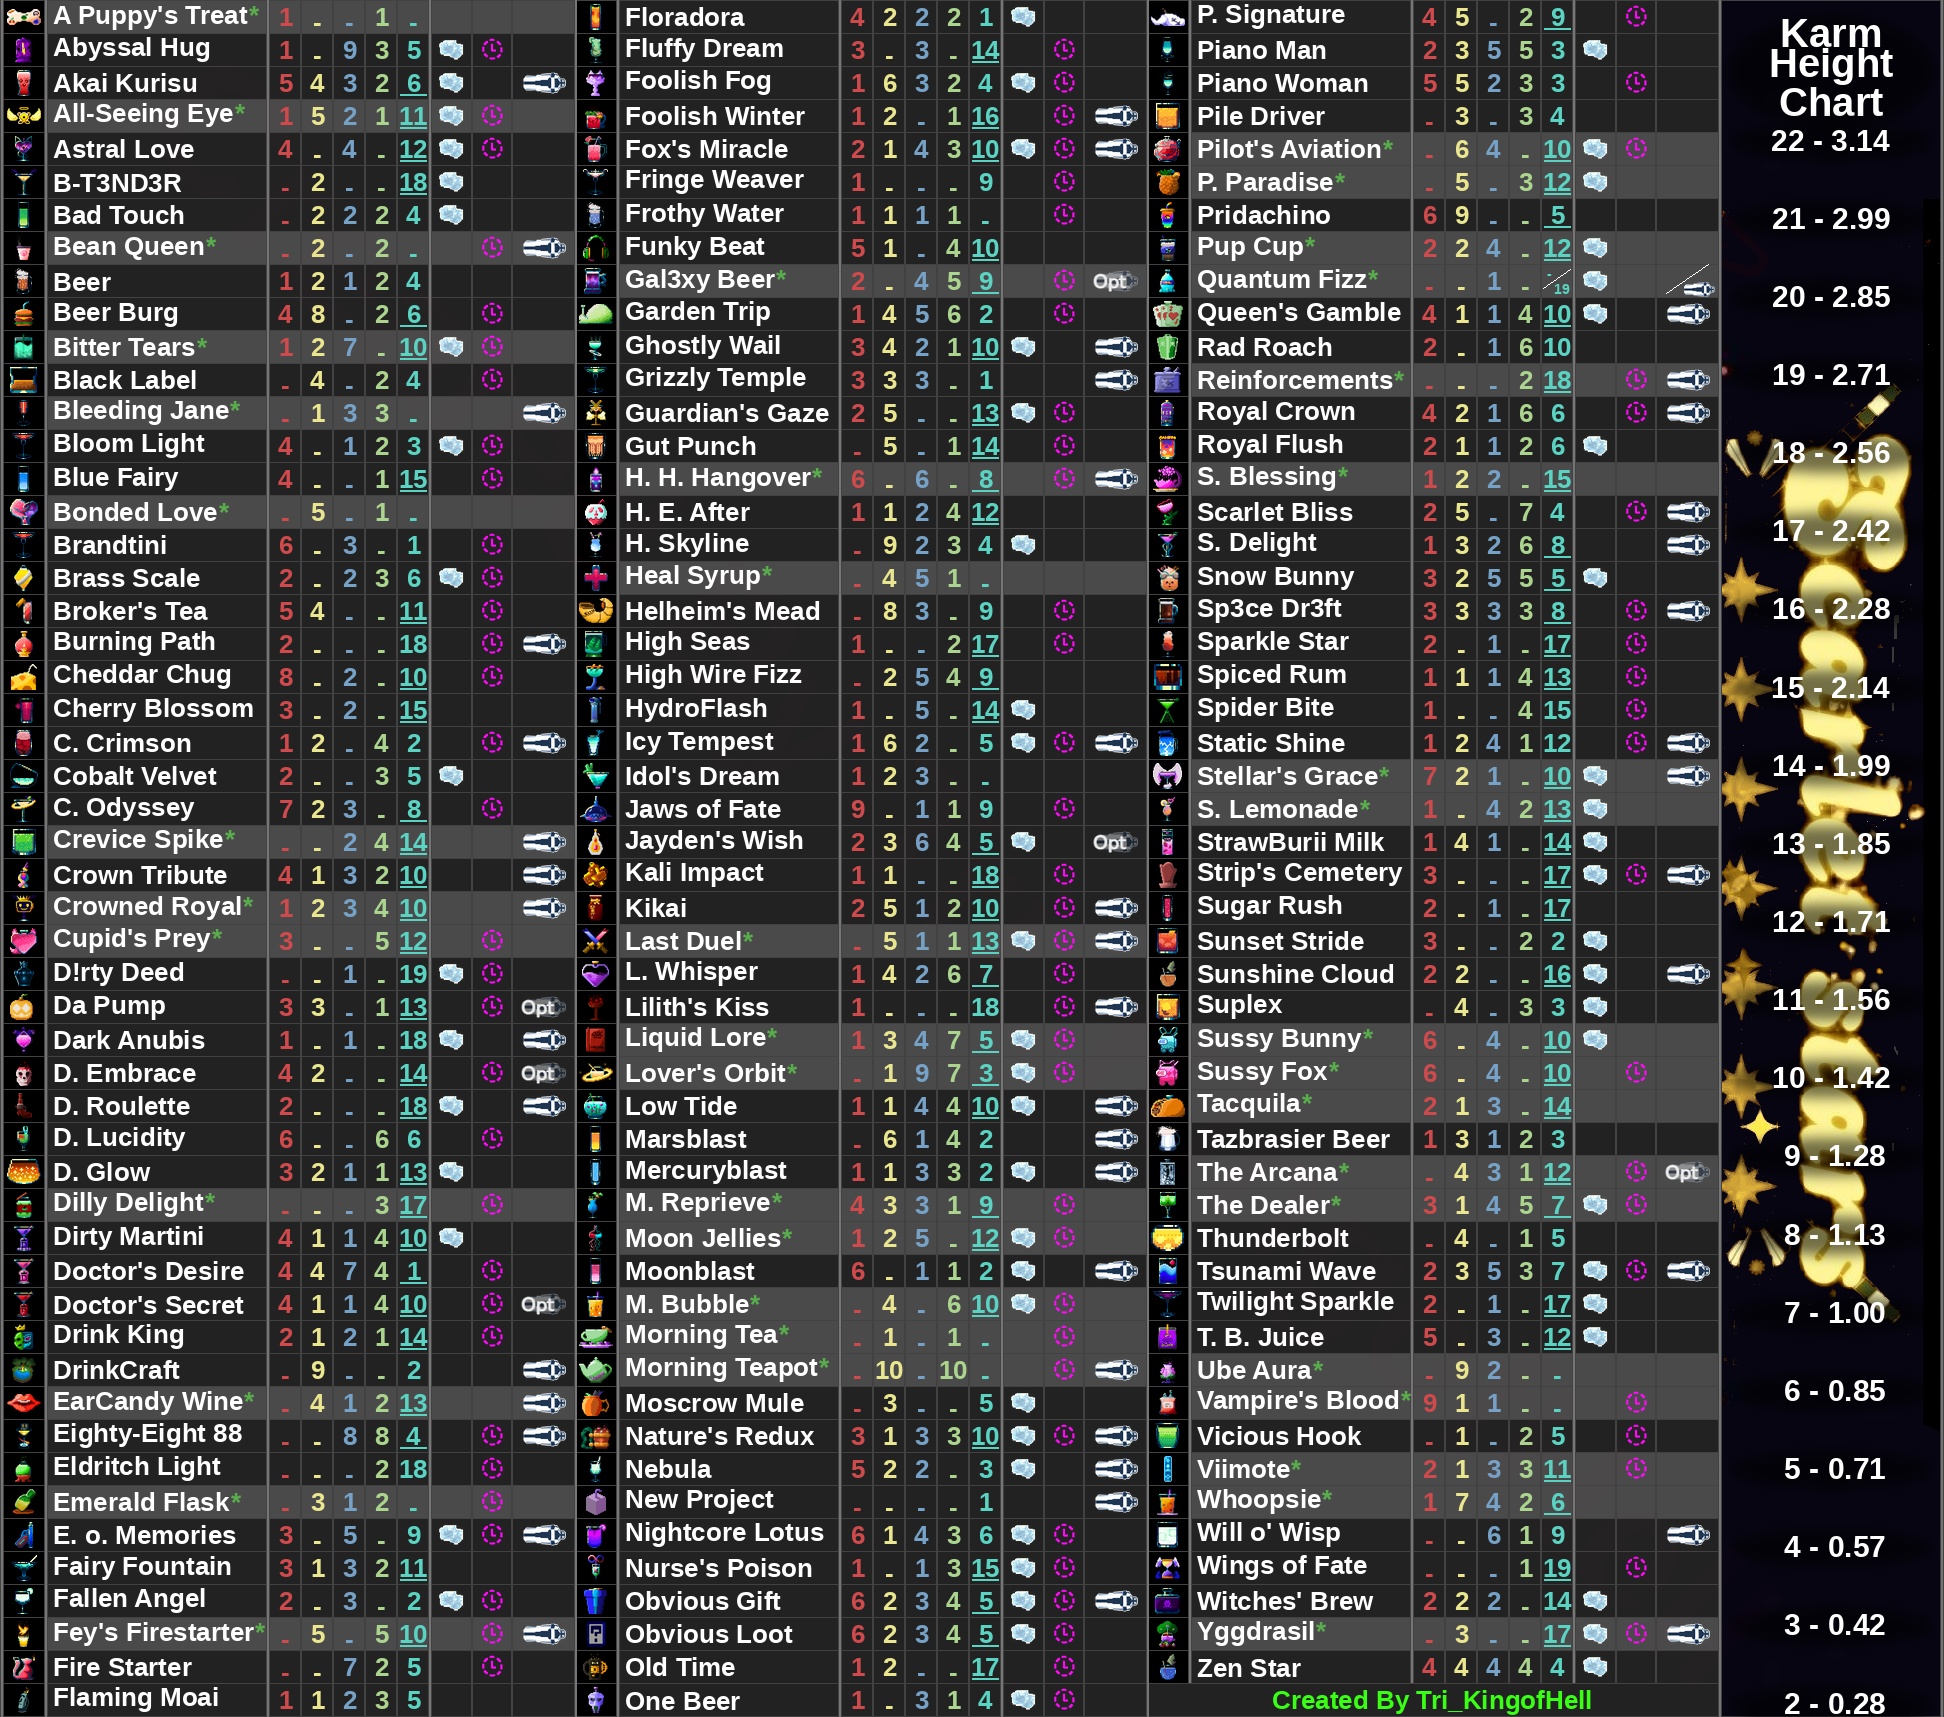 A Puppy's Treat* 1 - - 1 -
Abyssal Hug 1 - 9 3 5
Akai Kurisu 5 4 3 2 6
All-Seeing Eye* 1 5 2 1 11
Astral Love 4 - 4 - 12
B-T3ND3R - 2 - - 18
Bad Touch - 2 2 2 4
Bean Queen* - 2 - 2 -
Beer 1 2 1 2 4
Beer Burg 4 8 - 2 6
Bitter Tears* 1 2 7 - 10
Black Label - 4 - 2 4
Bleeding Jane* - 1 3 3 -
Bloom Light 4 - 1 2 3
Blue Fairy 4 - - 1 15
Bonded Love* - 5 - 1 -
Brandtini 6 - 3 - 1
Brass Scale 2 - 2 3 6
Broker's Tea 5 4 - - 11
Burning Path 2 - - - 18
Cheddar Chug 8 - 2 - 10
Cherry Blossom 3 - 2 - 15
C. Crimson 1 2 - 4 2
Cobalt Velvet 2 - - 3 5
C. Odyssey 7 2 3 - 8
Crevice Spike* - - 2 4 14
Crown Tribute 4 1 3 2 10
Crowned Royal* 1 2 3 4 10
Cupid's Prey* 3 - - 5 12
D!rty Deed - - 1 - 19
Da Pump 3 3 - 1 13 Opt
Dark Anubis 1 - 1 - 18
D. Embrace 4 2 - - 14 Opt
D. Roulette 2 - - - 18
D. Lucidity 6 - - 6 6
D. Glow 3 2 1 1 13
Dilly Delight* - - - 3 17
Dirty Martini 4 1 1 4 10
Doctor's Desire 4 4 7 4 1
Doctor's Secret 4 1 1 4 10 Opt
Drink King 2 1 2 1 14
DrinkCraft - 9 - - 2
EarCandy Wine* - 4 1 2 13
Eighty-Eight 88 - - 8 8 4
Eldritch Light - - - 2 18
Emerald Flask* - 3 1 2 -
E. o. Memories 3 - 5 - 9
Fairy Fountain 3 1 3 2 11
Fallen Angel 2 - 3 - 2
Fey's Firestarter* - 5 - 5 10
Fire Starter - - 7 2 5
Flaming Moai 1 1 2 3 5
Floradora 4 2 2 2 1
Fluffy Dream 3 - 3 - 14
Foolish Fog 1 6 3 2 4
Foolish Winter 1 2 - 1 16
Fox's Miracle 2 1 4 3 10
Fringe Weaver 1 - - - 9
Frothy Water 1 1 1 1 -
Funky Beat 5 1 - 4 10
Gal3xy Beer* 2 - 4 5 9 Opt
Garden Trip 1 4 5 6 2
Ghostly Wail 3 4 2 1 10
Grizzly Temple 3 3 3 - 1
Guardian's Gaze 2 5 - - 13
Gut Punch - 5 - 1 14
H. H. Hangover* 6 - 6 - 8
H. E. After 1 1 2 4 12
H. Skyline - 9 2 3 4
Heal Syrup* - 4 5 1 -
Helheim's Mead - 8 3 - 9
High Seas 1 - - 2 17
High Wire Fizz - 2 5 4 9
HydroFlash 1 - 5 - 14
Icy Tempest 1 6 2 - 5
Idol's Dream 1 2 3 - -
Jaws of Fate 9 - 1 1 9
Jayden's Wish 2 3 6 4 5 Opt
Kali Impact 1 1 - - 18
Kikai 2 5 1 2 10
Last Duel* - 5 1 1 13
L. Whisper 1 4 2 6 7
Lilith's Kiss 1 - - - 18
Liquid Lore* 1 3 4 7 5
Lover's Orbit* - 1 9 7 3
Low Tide 1 1 4 4 10
Marsblast - 6 1 4 2
Mercuryblast 1 1 3 3 2
M. Reprieve* 4 3 3 1 9
Moon Jellies* 1 2 5 - 12
Moonblast 6 - 1 1 2
M. Bubble* - 4 - 6 10
Morning Tea* - 1 - 1 -
Morning Teapot* - 10 - 10 -
Moscrow Mule - 3 - - 5
Nature's Redux 3 1 3 3 10
Nebula 5 2 2 - 3
New Project - - - - 1
Nightcore Lotus 6 1 4 3 6
Nurse's Poison 1 - 1 3 15
Obvious Gift 6 2 3 4 5
Obvious Loot 6 2 3 4 5
Old Time 1 2 - - 17
One Beer 1 - 3 1 4
P. Signature 4 5 - 2 9
Piano Man 2 3 5 5 3
Piano Woman 5 5 2 3 3
Pile Driver - 3 - 3 4
Pilot's Aviation* - 6 4 - 10
P. Paradise* - 5 - 3 12
Pridachino 6 9 - - 5
Pup Cup* 2 2 4 - 12
Quantum Fizz* - - 1 - -/19
Queen's Gamble 4 1 1 4 10
Rad Roach 2 - 1 6 10
Reinforcements* - - - 2 18
Royal Crown 4 2 1 6 6
Royal Flush 2 1 1 2 6
S. Blessing* 1 2 2 - 15
Scarlet Bliss 2 5 - 7 4
S. Delight 1 3 2 6 8
Snow Bunny 3 2 5 5 5
Sp3ce Dr3ft 3 3 3 3 8
Sparkle Star 2 - 1 - 17
Spiced Rum 1 1 1 4 13
Spider Bite 1 - - 4 15
Static Shine 1 2 4 1 12
Stellar's Grace* 7 2 1 - 10
S. Lemonade* 1 - 4 2 13
StrawBurii Milk 1 4 1 - 14
Strip's Cemetery 3 - - - 17
Sugar Rush 2 - 1 - 17
Sunset Stride 3 - - 2 2
Sunshine Cloud 2 2 - - 16
Suplex - 4 - 3 3
Sussy Bunny* 6 - 4 - 10
Sussy Fox* 6 - 4 - 10
Tacquila* 2 1 3 - 14
Tazbrasier Beer 1 3 1 2 3
The Arcana* - 4 3 1 12 Opt
The Dealer* 3 1 4 5 7
Thunderbolt - 4 - 1 5
Tsunami Wave 2 3 5 3 7
Twilight Sparkle 2 - 1 - 17
T. B. Juice 5 - 3 - 12
Ube Aura* - 9 2 - -
Vampire's Blood* 9 1 1 - -
Vicious Hook - 1 - 2 5
Viimote* 2 1 3 3 11
Whoopsie* 1 7 4 2 6
Will o' Wisp - - 6 1 9
Wings of Fate - - - 1 19
Witches' Brew 2 2 2 - 14
Yggdrasil* - 3 - - 17
Zen Star 4 4 4 4 4
Created By Tri_KingofHell
Karm
Height
Chart
22 - 3.14
21 - 2.99
20 - 2.85
19 - 2.71
18 - 2.56
17 - 2.42
16 - 2.28
15 - 2.14
14 - 1.99
13 - 1.85
12 - 1.71
11 - 1.56
10 - 1.42
9 - 1.28
8 - 1.13
7 - 1.00
6 - 0.85
5 - 0.71
4 - 0.57
3 - 0.42
2 - 0.28